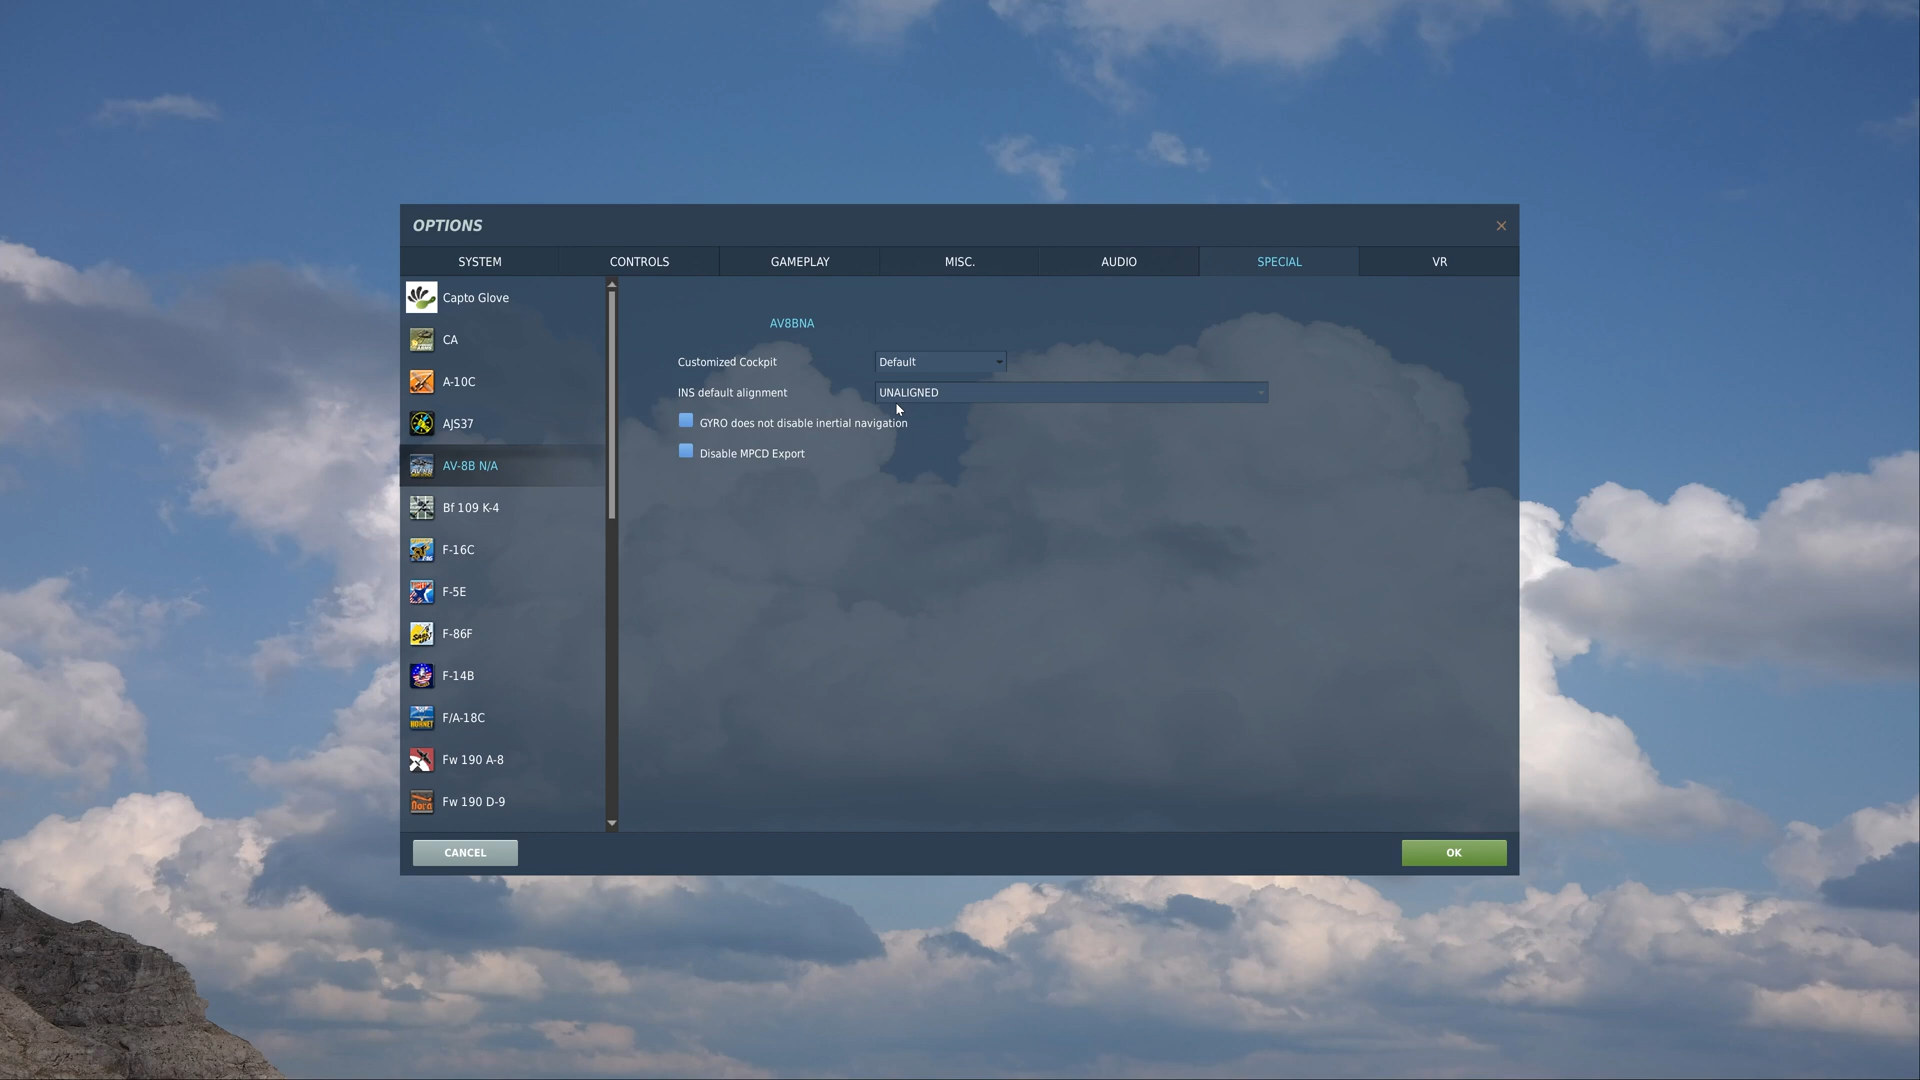 OPTIONS
SYSTEM CONTROLS GAMEPLAY MISC. AUDIO SPECIAL VR
Capto Glove
CA
A-10C
AJS37
AV-8B N/A
Bf 109 K-4
F-16C
F-5E
F-86F
F-14B
F/A-18C
Fw 190 A-8
Fw 190 D-9
AV8BNA
Customized Cockpit Default
INS default alignment UNALIGNED
GYRO does not disable inertial navigation
Disable MPCD Export
CANCEL OK